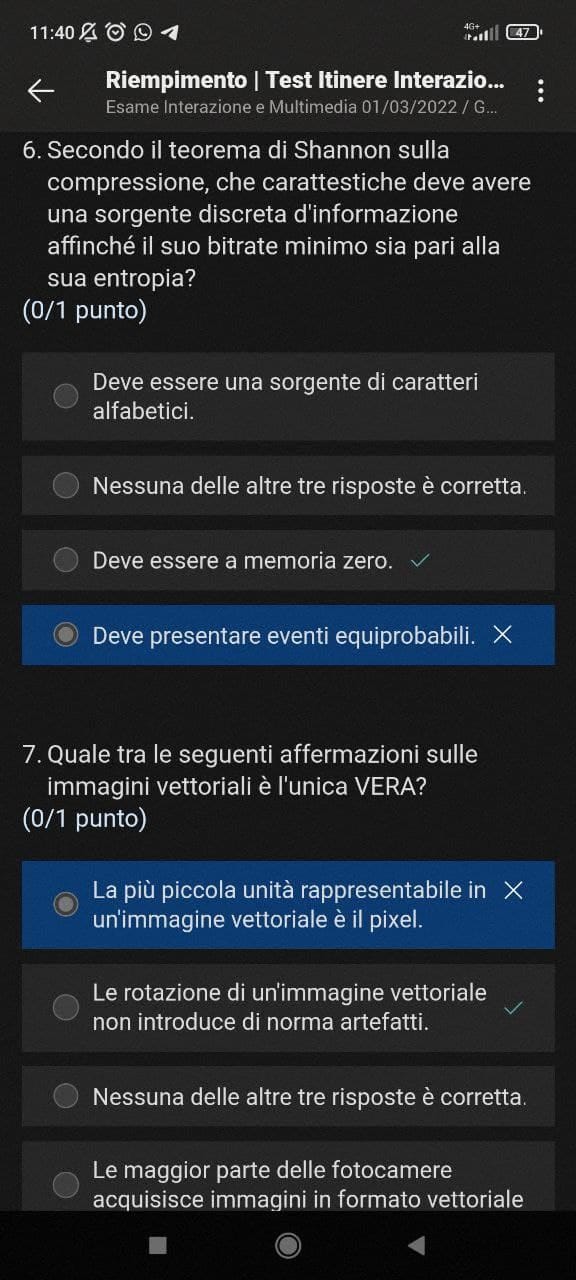 11:40
4G+
47
Riempimento | Test Itinere Interazio...
Esame Interazione e Multimedia 01/03/2022 / G...
6. Secondo il teorema di Shannon sulla
compressione, che carattestiche deve avere
una sorgente discreta d'informazione
affinché il suo bitrate minimo sia pari alla
sua entropia?
(0/1 punto)
Deve essere una sorgente di caratteri
alfabetici.
Nessuna delle altre tre risposte è corretta.
Deve essere a memoria zero.
Deve presentare eventi equiprobabili.
7. Quale tra le seguenti affermazioni sulle
immagini vettoriali è l'unica VERA?
(0/1 punto)
La più piccola unità rappresentabile in
un'immagine vettoriale è il pixel.
Le rotazione di un'immagine vettoriale
non introduce di norma artefatti.
Nessuna delle altre tre risposte è corretta.
Le maggior parte delle fotocamere
acquisisce immagini in formato vettoriale